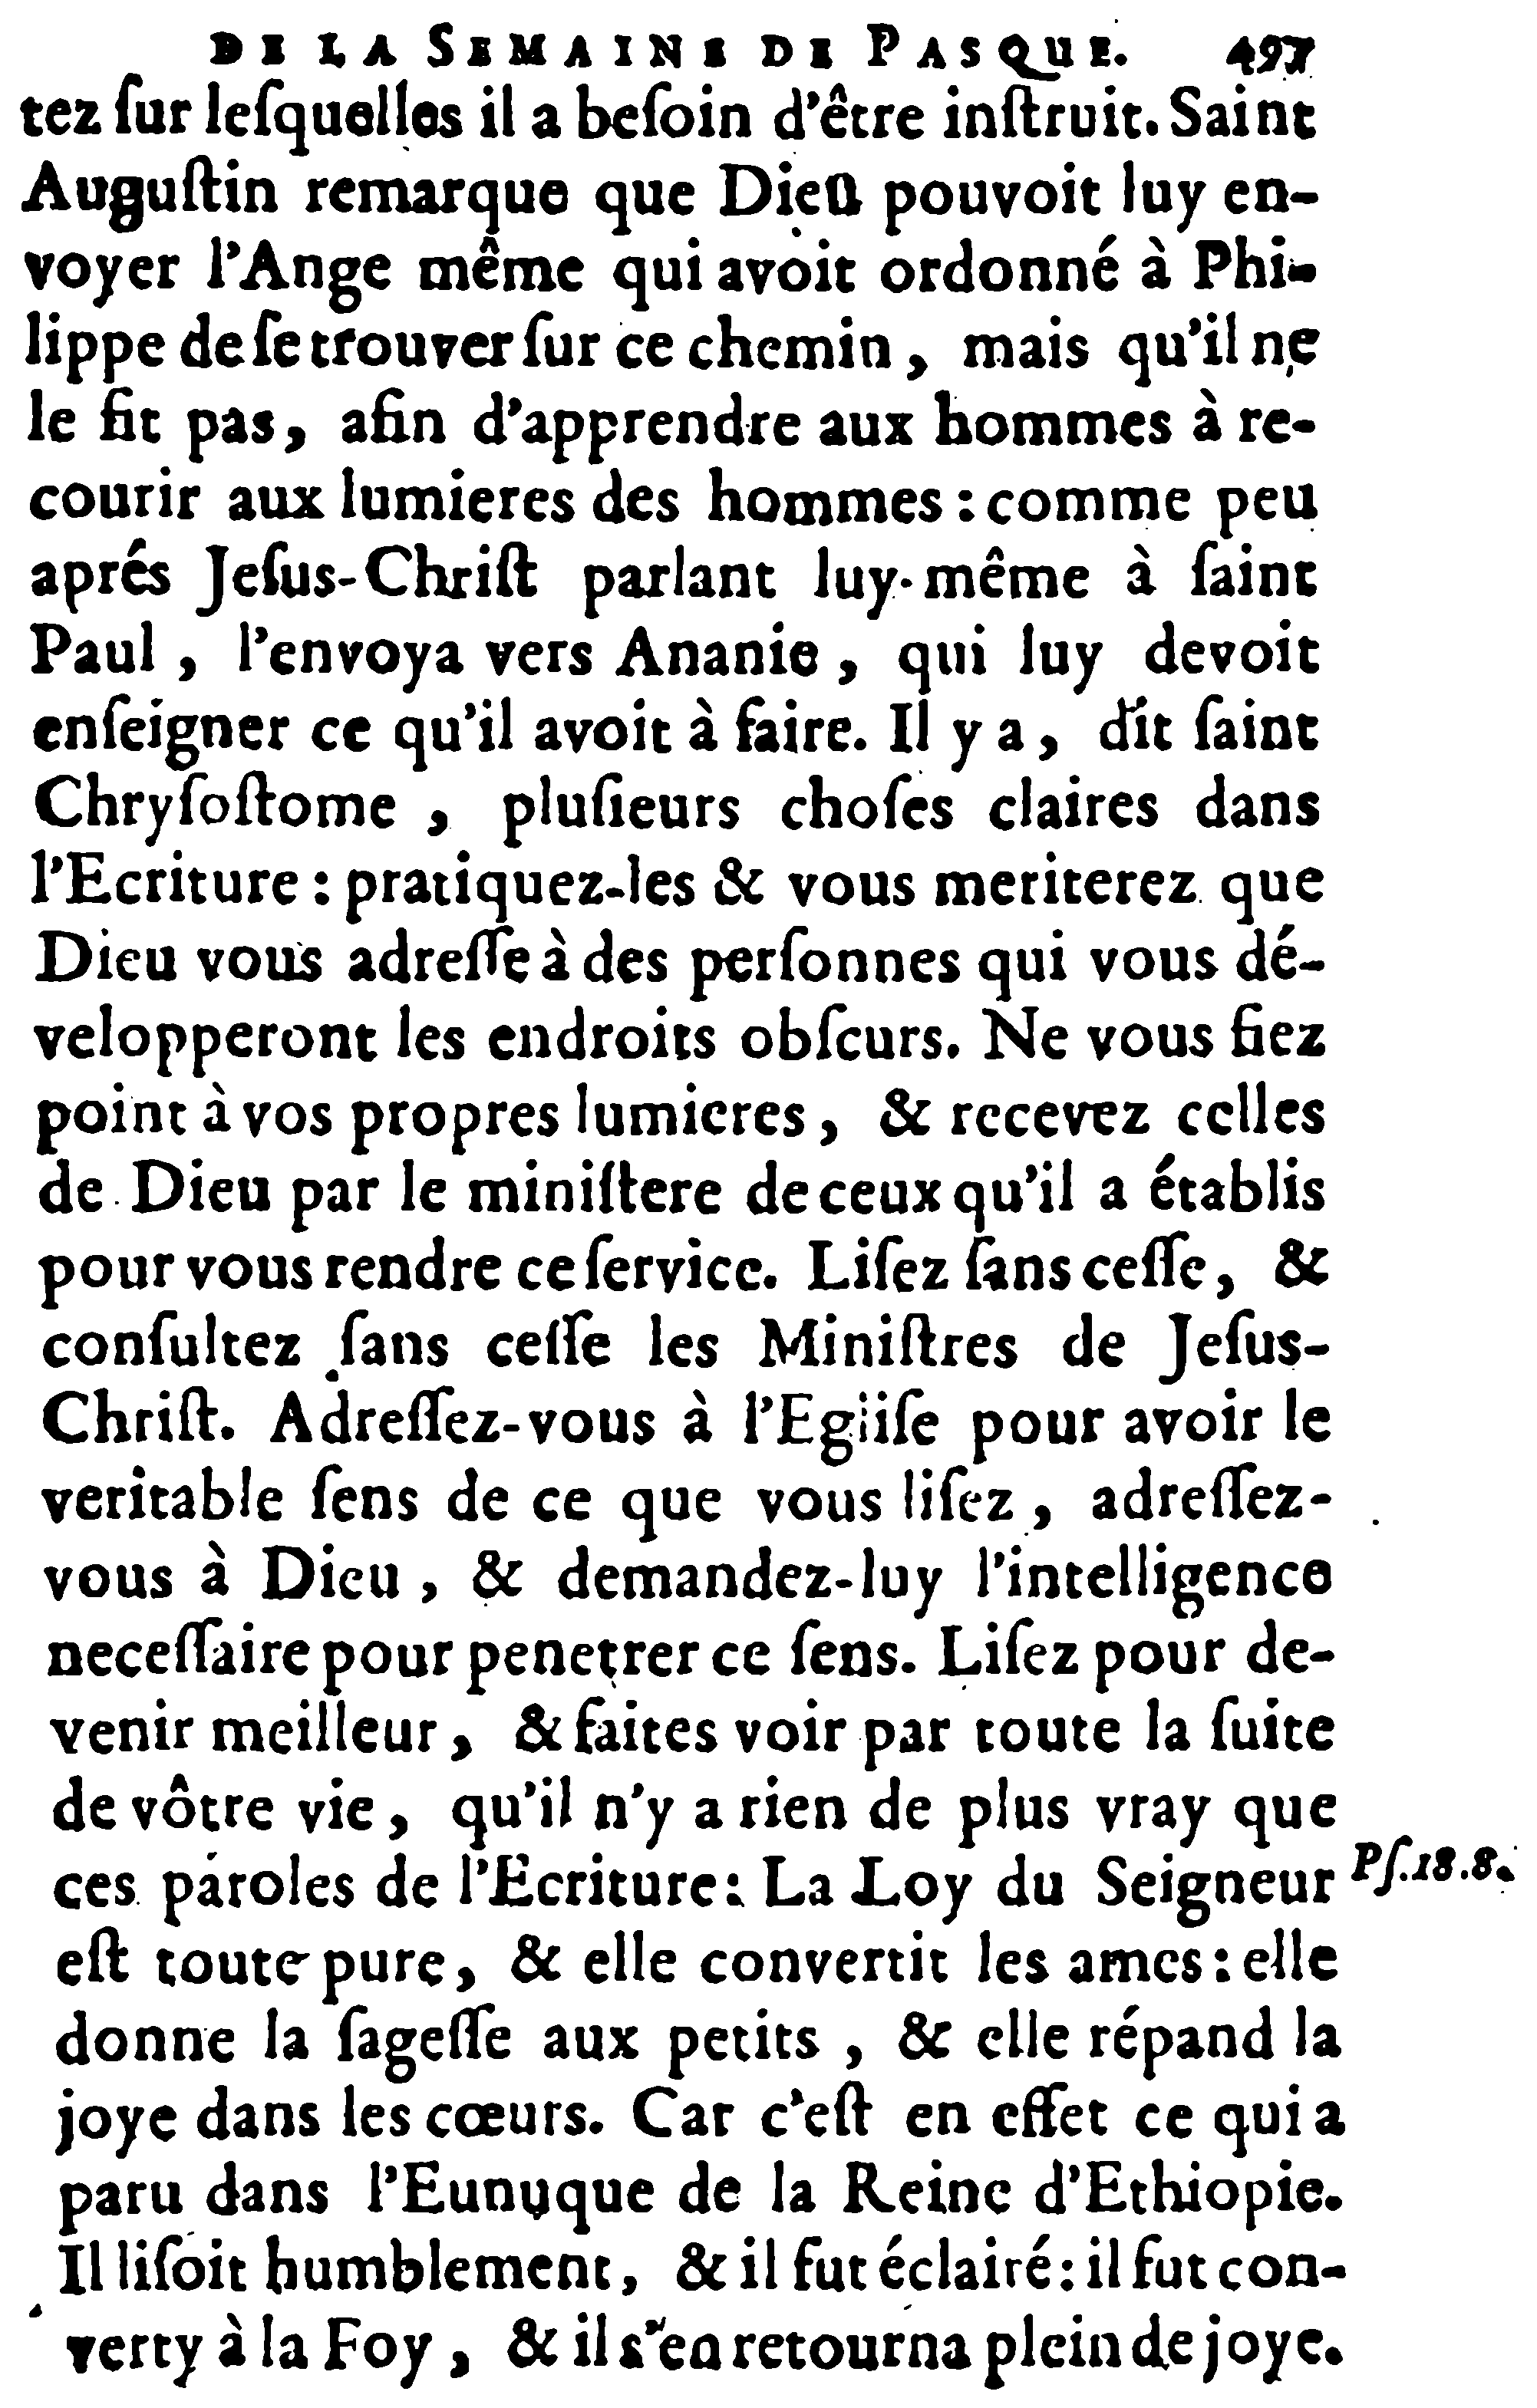 DE LA SEMAINE DE PASQUE. 497
tez ſur leſquelles il a beſoin d'être inſtruit. Saint
Auguſtin remarque que Dieu pouvoit luy en-
voyer l'Ange même qui avoit ordonné à Phi-
lippe de ſe trouver ſur ce chemin, mais qu'il ne
le fit pas, afin d'apprendre aux hommes à re-
courir aux lumieres des hommes : comme peu
aprés Jeſus-Chriſt parlant luy-même à ſaint
Paul, l'envoya vers Ananie, qui luy devoit
enſeigner ce qu'il avoit à faire. Il y a, dit ſaint
Chryſoſtome, pluſieurs choſes claires dans
l'Ecriture : pratiquez-les & vous meriterez que
Dieu vous adreſſe à des perſonnes qui vous dé-
velopperont les endroits obſcurs. Ne vous fiez
point à vos propres lumieres, & recevez celles
de Dieu par le miniſtere de ceux qu'il a établis
pour vous rendre ce ſervice. Liſez ſans ceſſe, &
conſultez ſans ceſſe les Miniſtres de Jeſus-
Chriſt. Adreſſez-vous à l'Egliſe pour avoir le
veritable ſens de ce que vous liſez, adreſſez-
vous à Dieu, & demandez-luy l'intelligence
neceſſaire pour penetrer ce ſens. Liſez pour de-
venir meilleur, & faites voir par toute la ſuite
de vôtre vie, qu'il n'y a rien de plus vray que
ces paroles de l'Ecriture : La Loy du Seigneur Pſ. 18. 8.
eſt toute pure, & elle convertit les ames : elle
donne la ſageſſe aux petits, & elle répand la
joye dans les cœurs. Car c'eſt en effet ce qui a
paru dans l'Eunuque de la Reine d'Ethiopie.
Il liſoit humblement, & il fut éclairé : il fut con-
verty à la Foy, & il s'en retourna plein de joye.